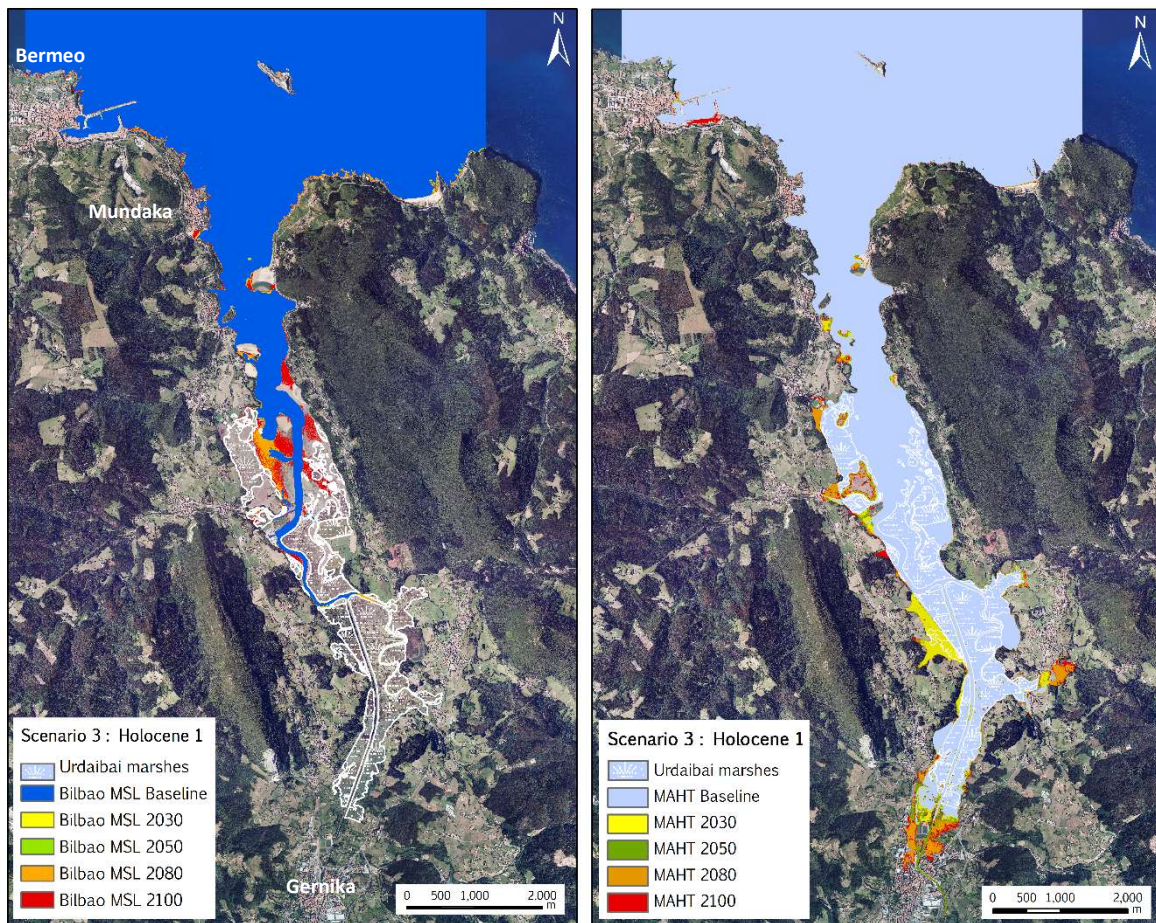 Bermeo
N
Mundaka
Gernika
Scenario 3 : Holocene 1
Urdaibai marshes
Bilbao MSL Baseline
Bilbao MSL 2030
Bilbao MSL 2050
Bilbao MSL 2080
Bilbao MSL 2100
0 500 1,000 2,000
m
N
Scenario 3 : Holocene 1
Urdaibai marshes
MAHT Baseline
MAHT 2030
MAHT 2050
MAHT 2080
MAHT 2100
0 500 1,000 2,000
m